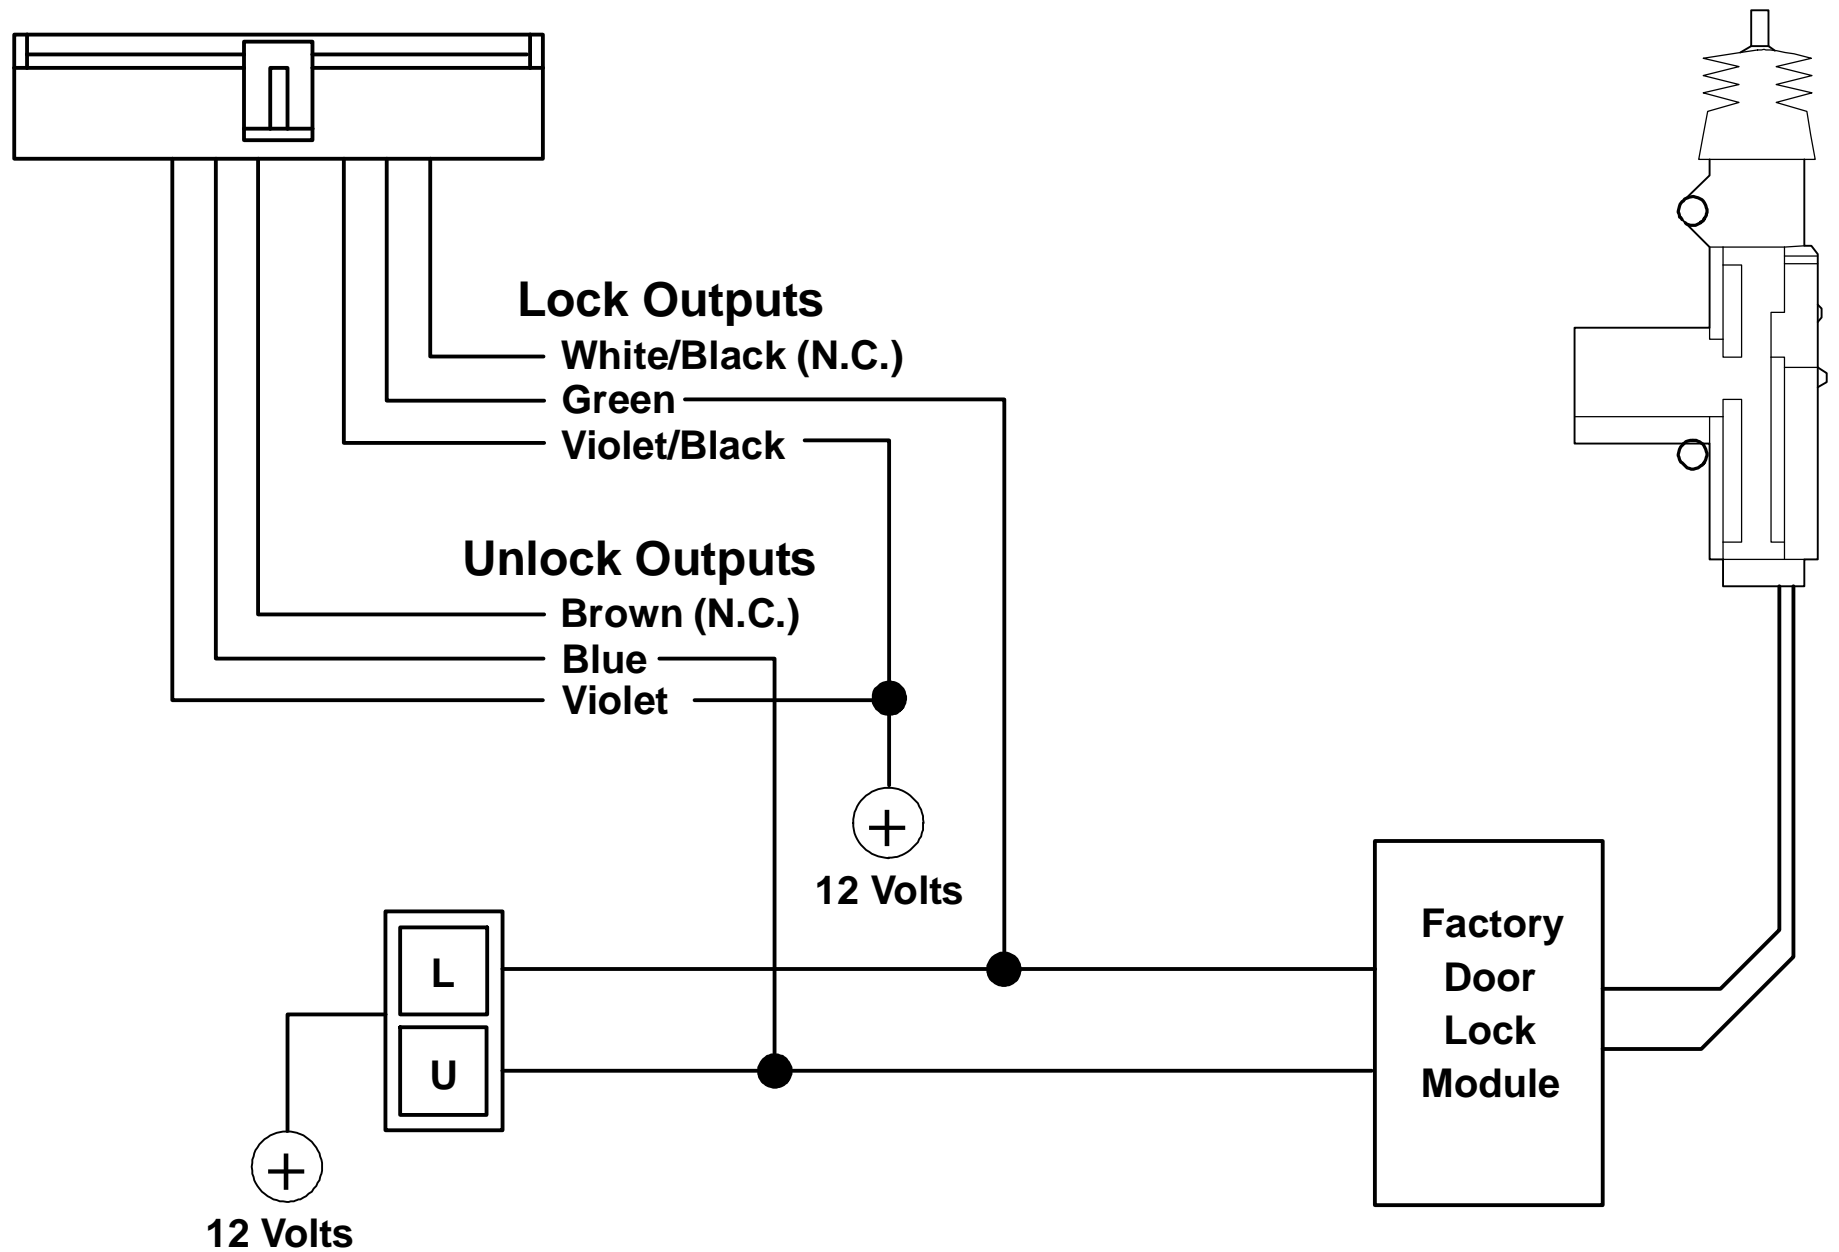 Lock Outputs
White/Black (N.C.)
Green
Violet/Black
Unlock Outputs
Brown (N.C.)
Blue
Violet
12 Volts
L
U
12 Volts
Factory
Door
Lock
Module